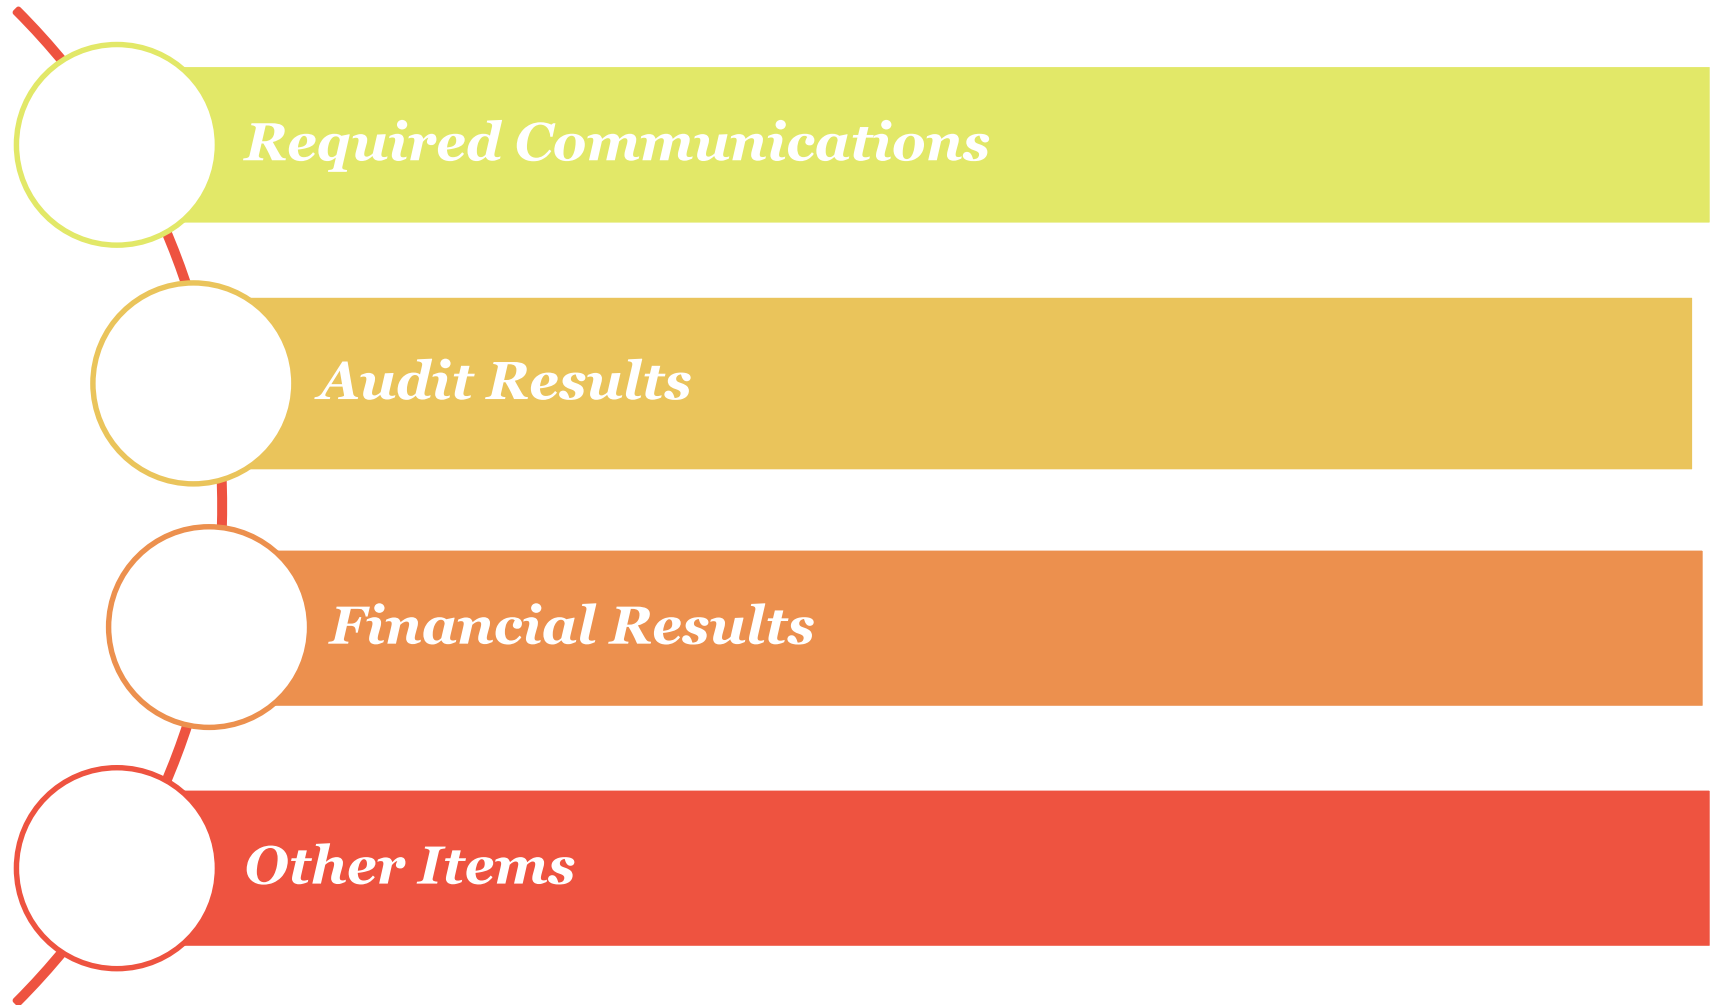 Required Communications
Audit Results
Financial Results
Other Items